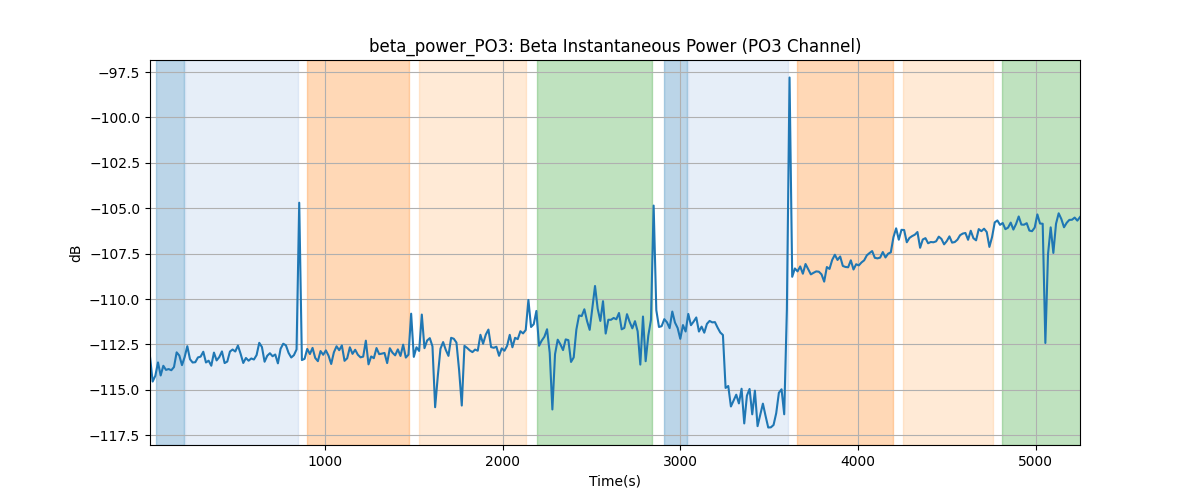 beta_power_PO3: Beta Instantaneous Power (PO3 Channel)
−97.5
−100.0
−102.5
−105.0
−107.5
−110.0
−112.5
−115.0
−117.5
dB
1000 2000 3000 4000 5000
Time(s)